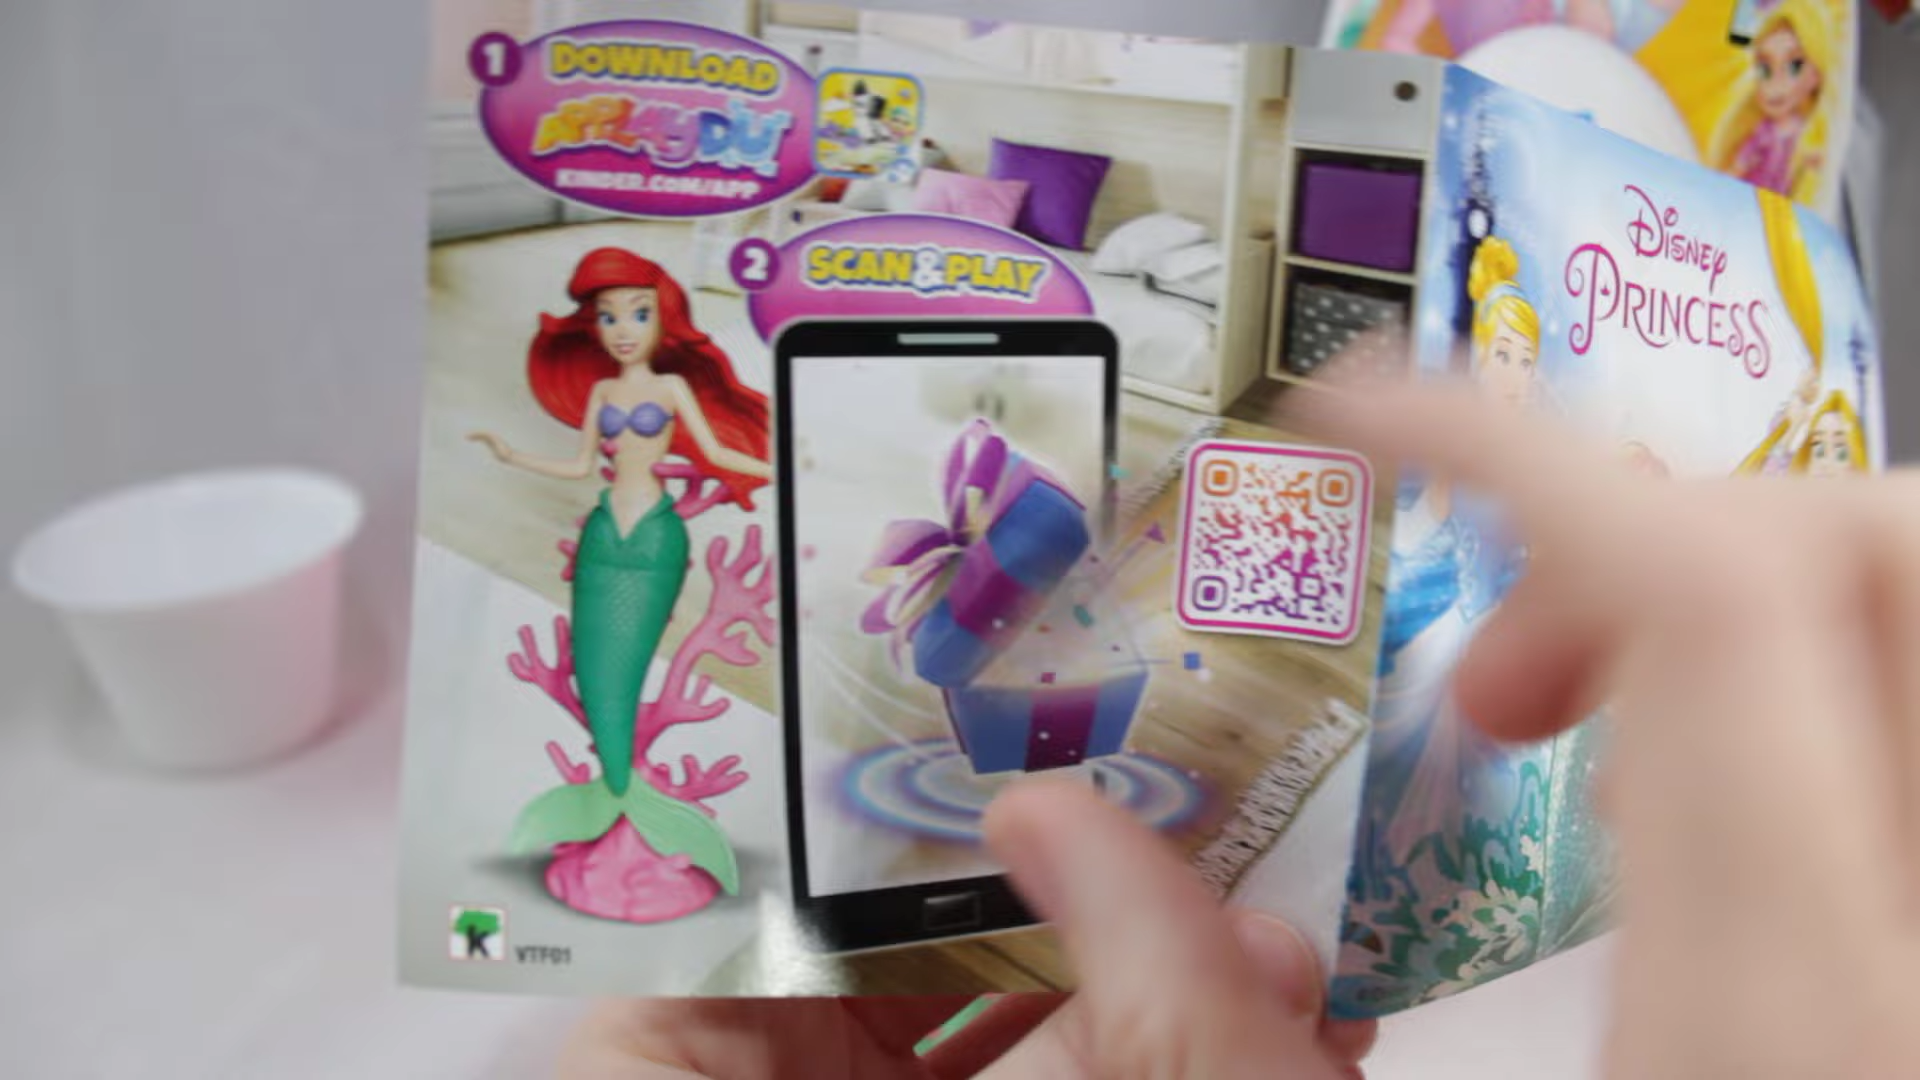 1
DOWNLOAD
APPLAYDU
KINDER.COM/APP
2
SCAN&PLAY
K
VTF01
DISNEY
PRINCESS